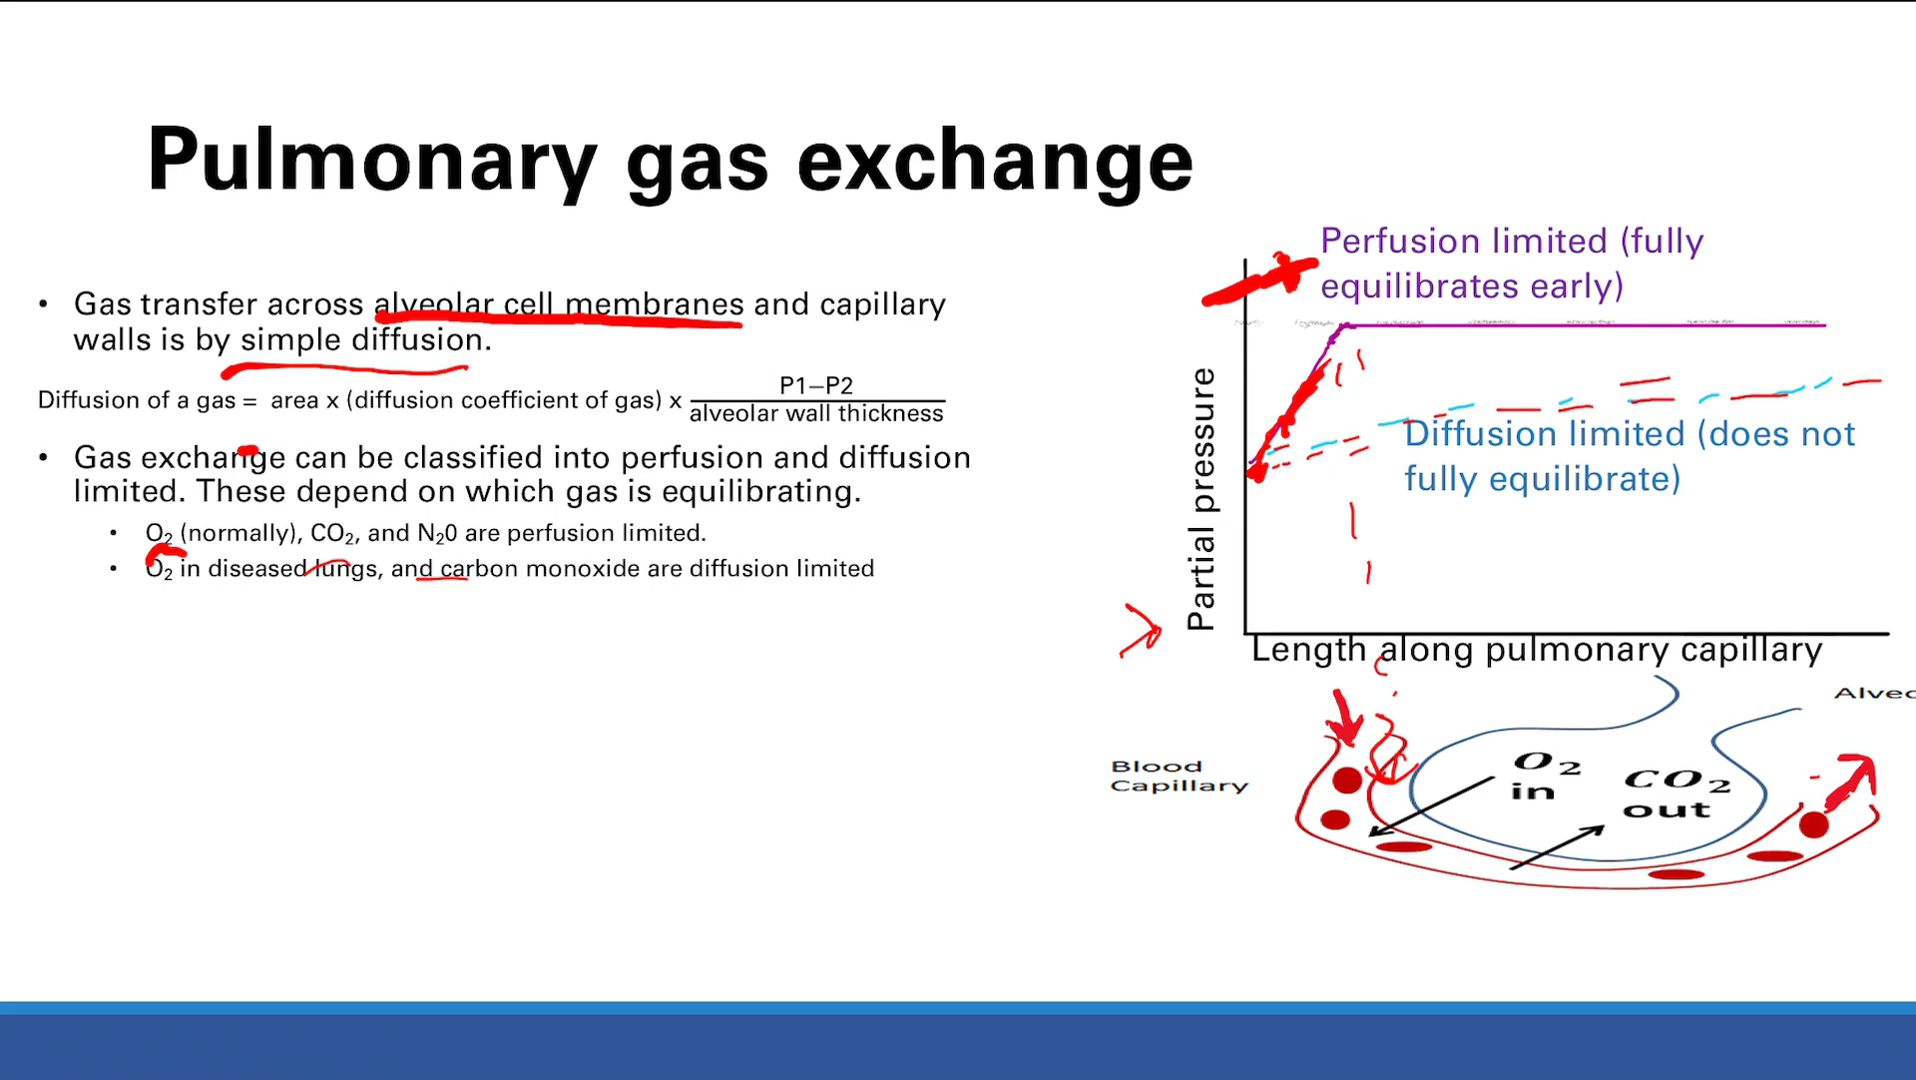 Pulmonary gas exchange
• Gas transfer across alveolar cell membranes and capillary
walls is by simple diffusion.
Diffusion of a gas = area x (diffusion coefficient of gas) x P1–P2
alveolar wall thickness
• Gas exchange can be classified into perfusion and diffusion
limited. These depend on which gas is equilibrating.
• O₂ (normally), CO₂, and N₂0 are perfusion limited.
• O₂ in diseased lungs, and carbon monoxide are diffusion limited
Perfusion limited (fully
equilibrates early)
Partial pressure
Diffusion limited (does not
fully equilibrate)
Length along pulmonary capillary
Alveo
Blood
Capillary
O₂
in
CO₂
out